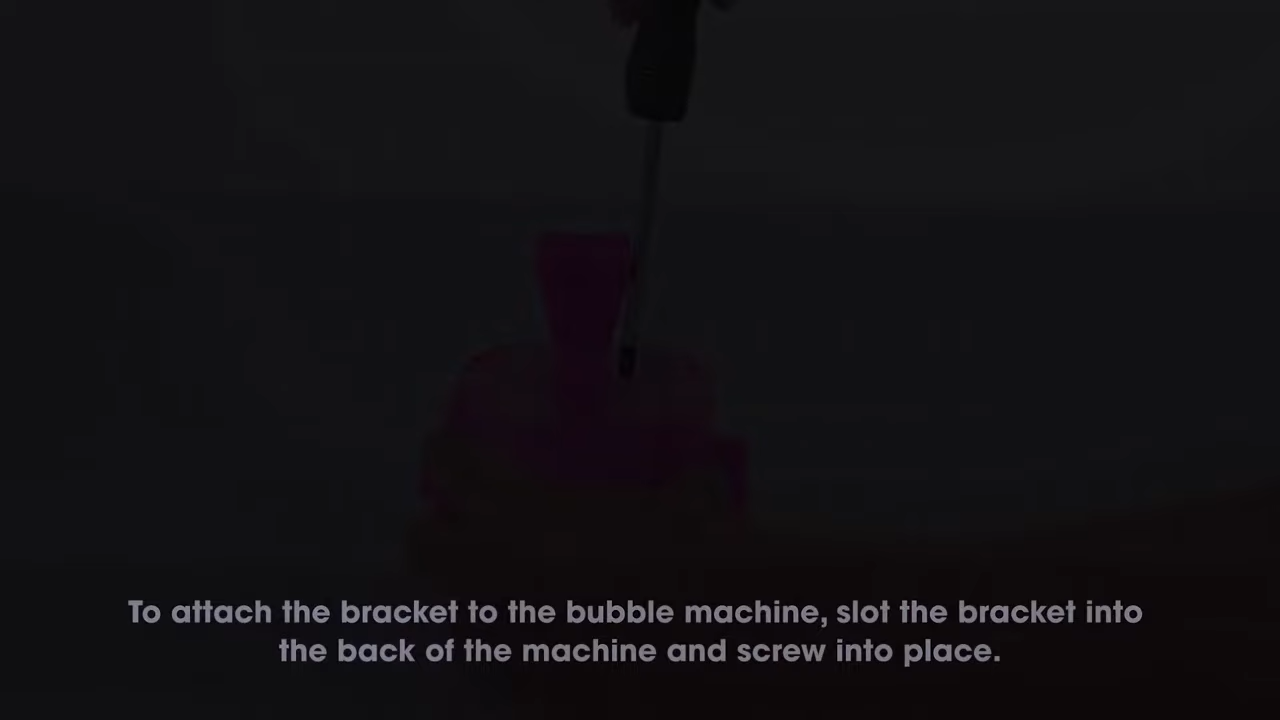 To attach the bracket to the bubble machine, slot the bracket into
the back of the machine and screw into place.